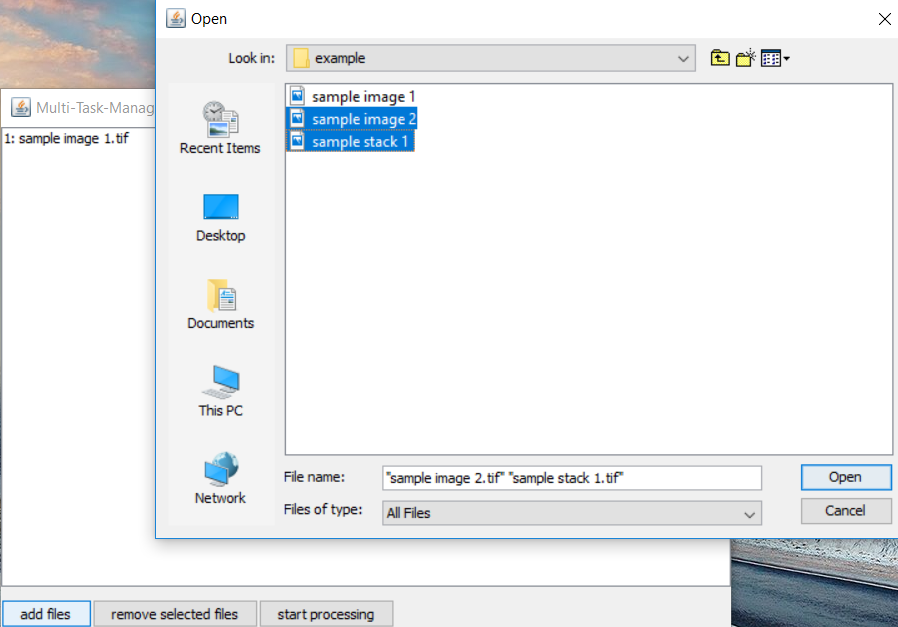 Open
Look in:
example
Multi-Task-Manag
1: sample image 1.tif
sample image 1
sample image 2
sample stack 1
Recent Items
Desktop
Documents
This PC
Network
File name:
"sample image 2.tif" "sample stack 1.tif"
Open
Files of type:
All Files
Cancel
add files
remove selected files
start processing